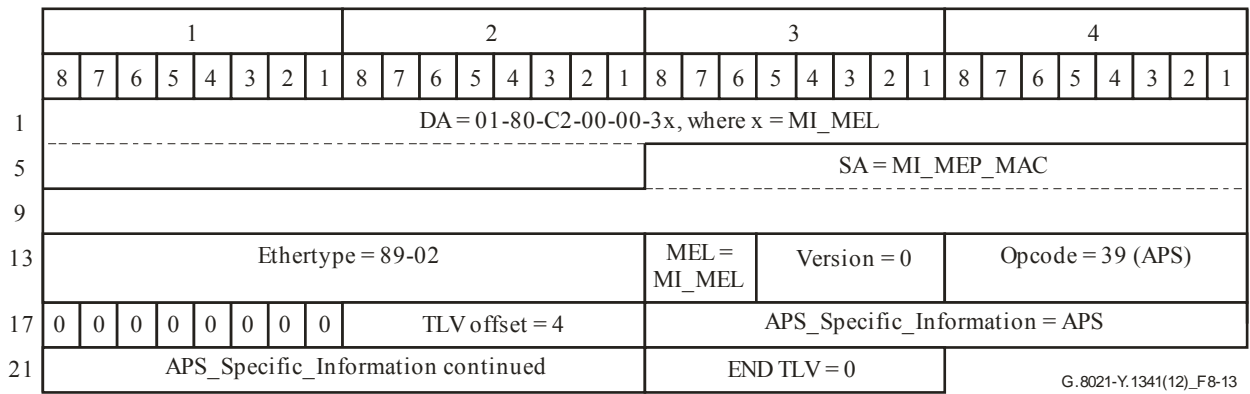 1 2 3 4
8 7 6 5 4 3 2 1 8 7 6 5 4 3 2 1 8 7 6 5 4 3 2 1 8 7 6 5 4 3 2 1
1 DA = 01-80-C2-00-00-3x, where x = MI_MEL
5 SA = MI_MEP_MAC
9
13 Ethertype = 89-02 MEL = Version = 0 Opcode = 39 (APS)
MI_MEL
17 0 0 0 0 0 0 0 0 TLV offset = 4 APS_Specific_Information = APS
21 APS_Specific_Information continued END TLV = 0
G.8021-Y.1341(12)_F8-13